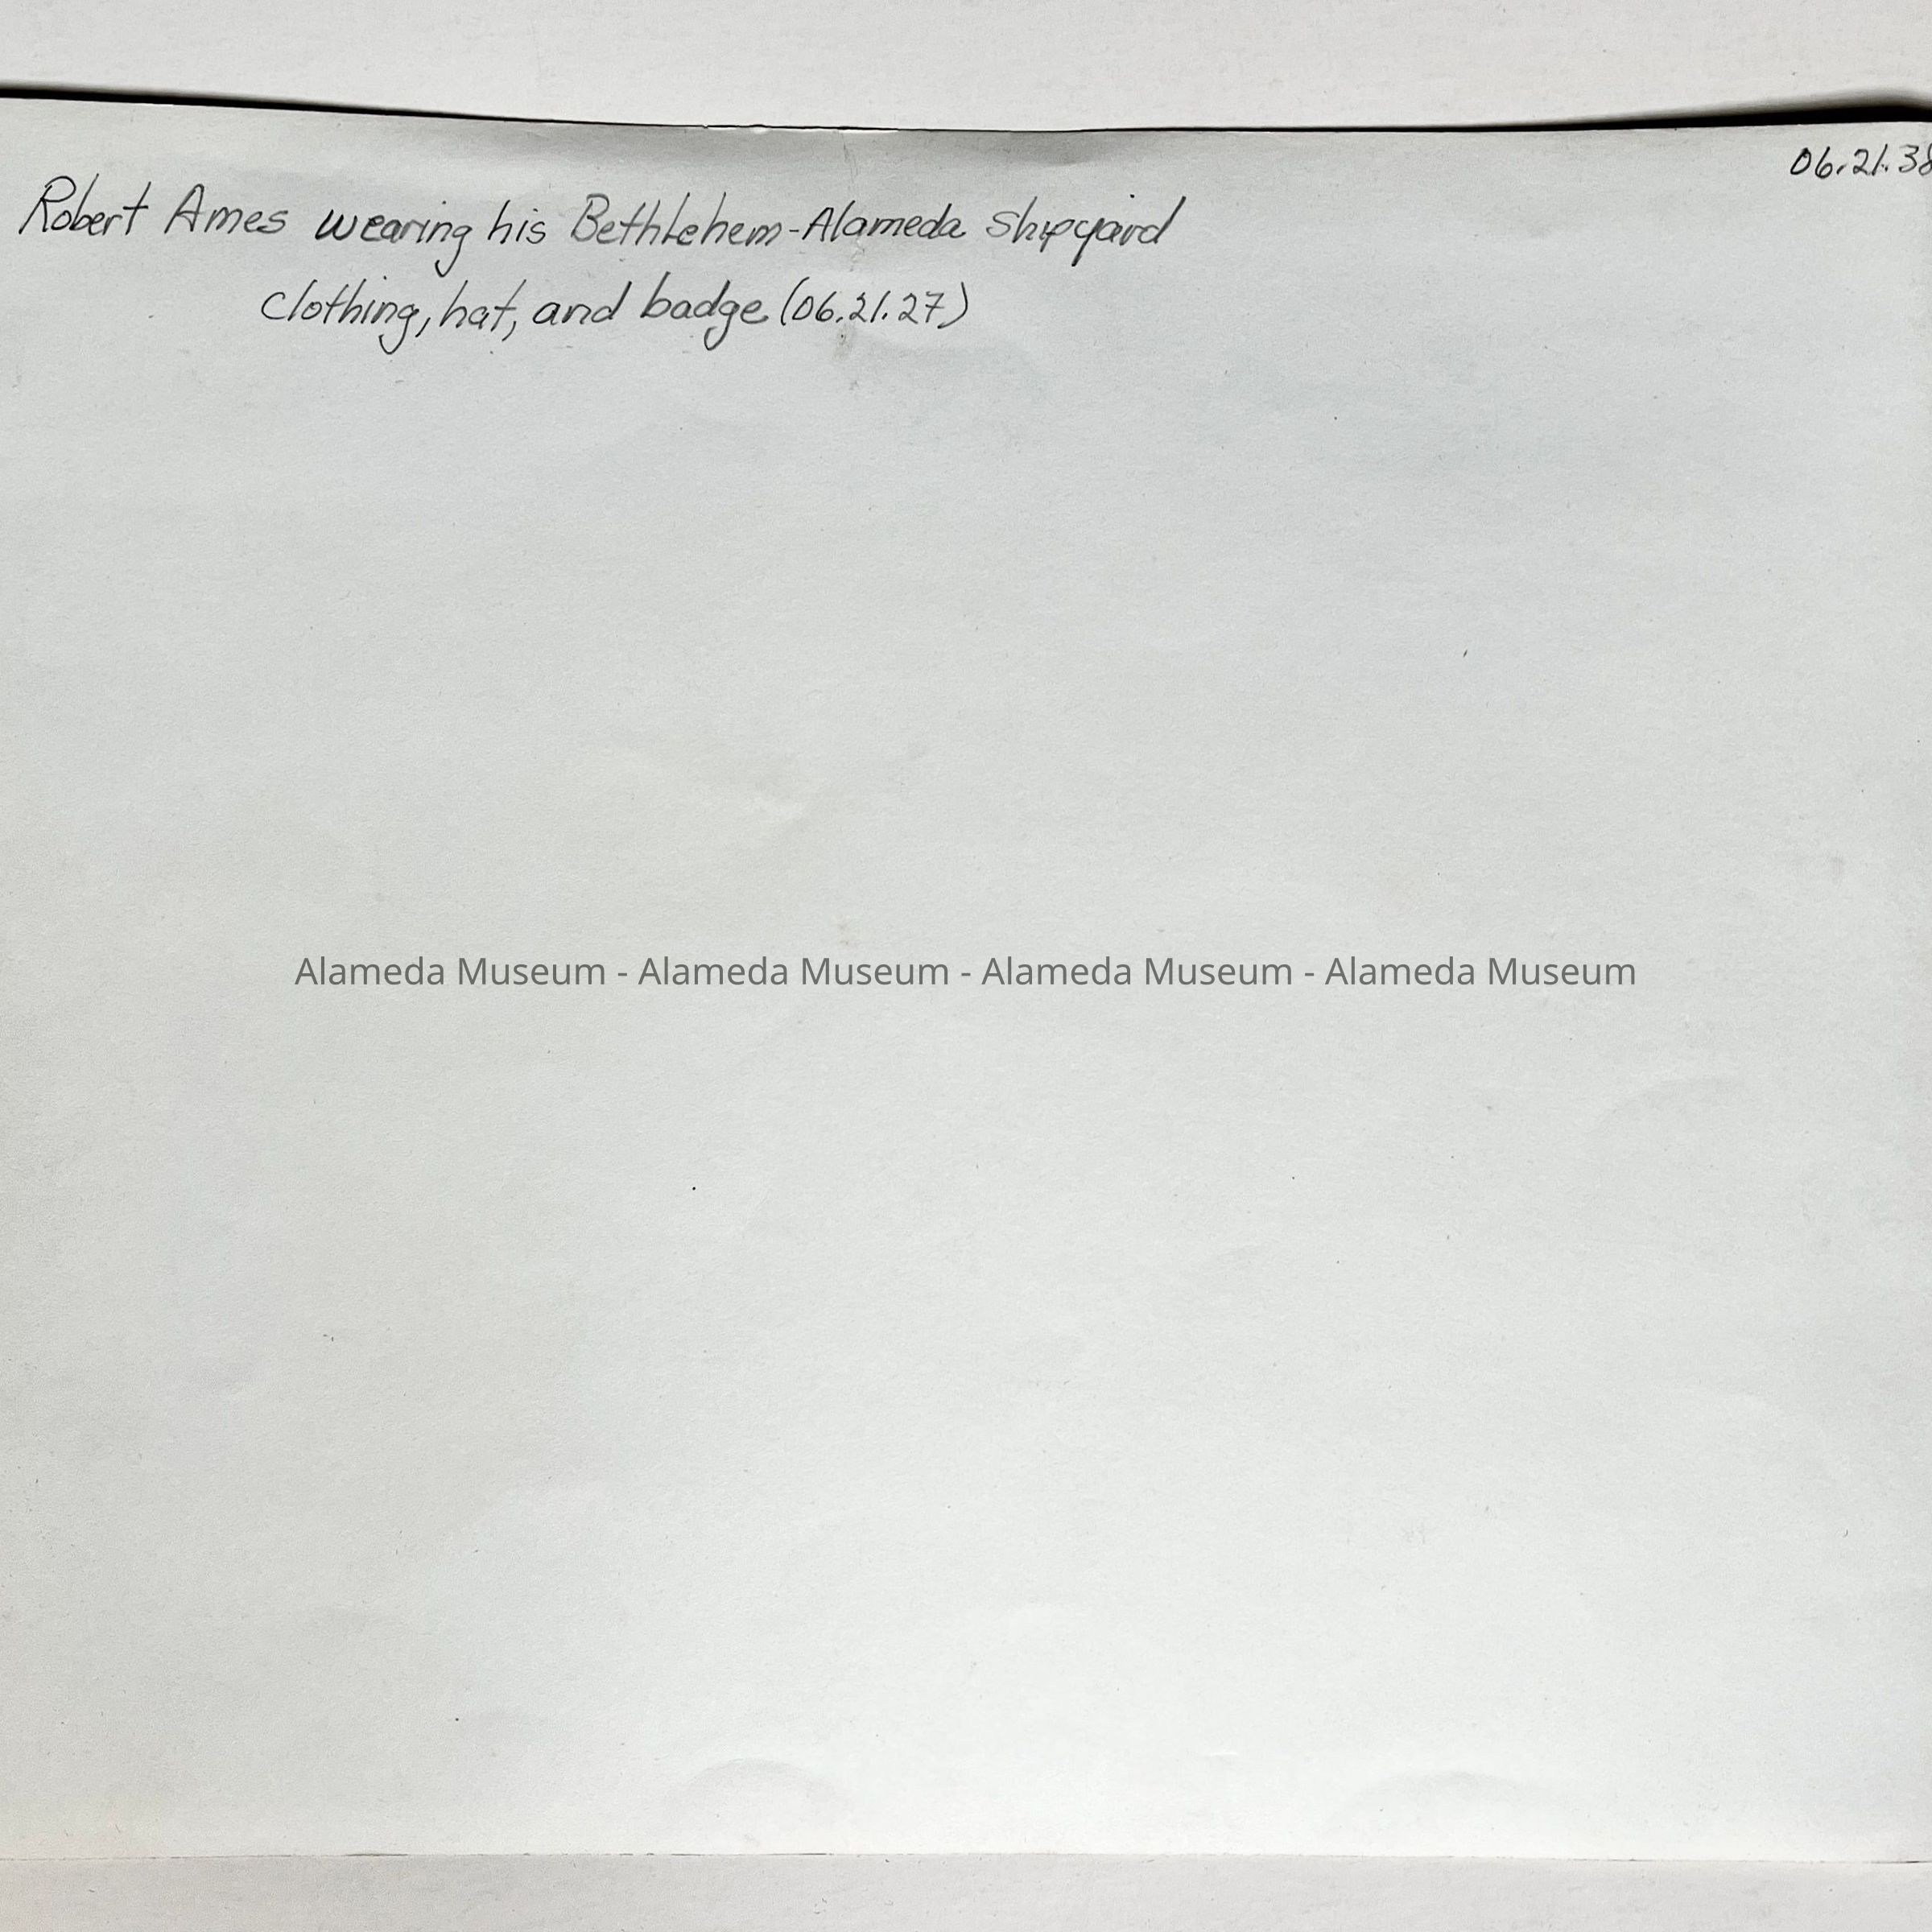 06.21.38
Robert Ames wearing his Bethlehem-Alameda Shipyard
clothing, hat, and badge (06.21.27)
Alameda Museum - Alameda Museum - Alameda Museum - Alameda Museum